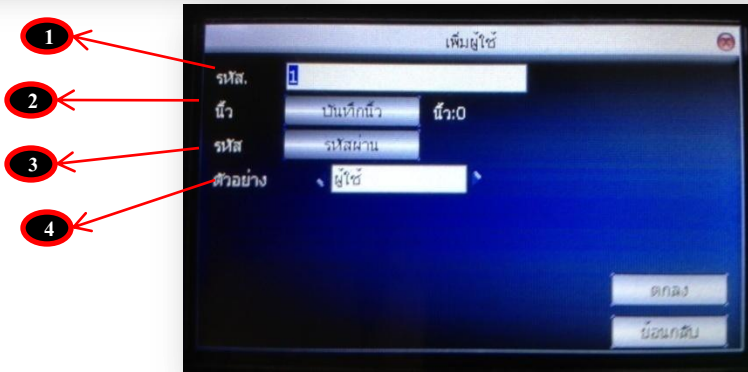 เพิ่มผู้ใช้
1 รหัส. 1
2 นิ้ว บันทึกนิ้ว นิ้ว:0
3 รหัส รหัสผ่าน
4 ตัวอย่าง ผู้ใช้
ตกลง
ย้อนกลับ